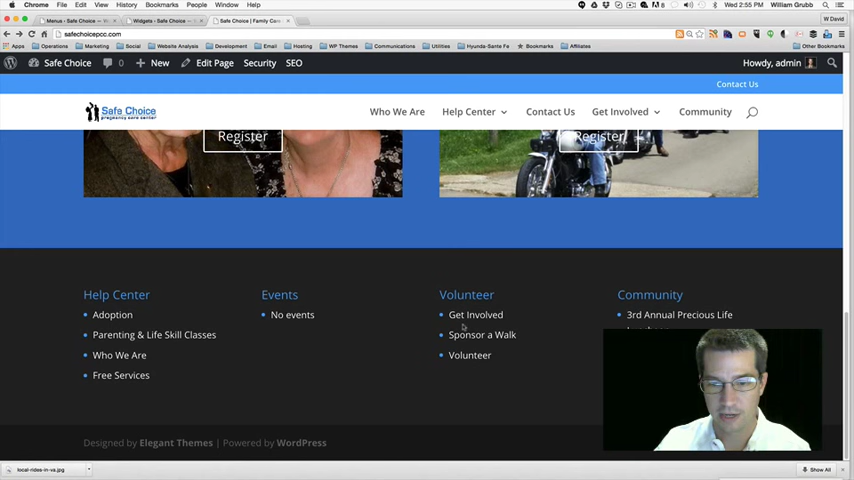 Chrome File Edit View History Bookmarks People Window Help
Wed 2:55 PM William Grubb
Menus - Safe Choice — W
Widgets - Safe Choice — W
Safe Choice | Family Care
W David
safechoicepcc.com
Operations Marketing Social Website Analysis Development Email Hosting WP Themes Communications Utilities Hyunda-Sante Fe Bookmarks Affiliates Other Bookmarks
Safe Choice 0 New Edit Page Security SEO Howdy, admin
Contact Us
Safe Choice
pregnancy care center
Who We Are Help Center Contact Us Get Involved Community
Register Register
Help Center Events Volunteer Community
Adoption No events Get Involved 3rd Annual Precious Life
Parenting & Life Skill Classes Sponsor a Walk
Who We Are Volunteer
Free Services
Designed by Elegant Themes | Powered by WordPress
local-rides-in-va.jpg Show All